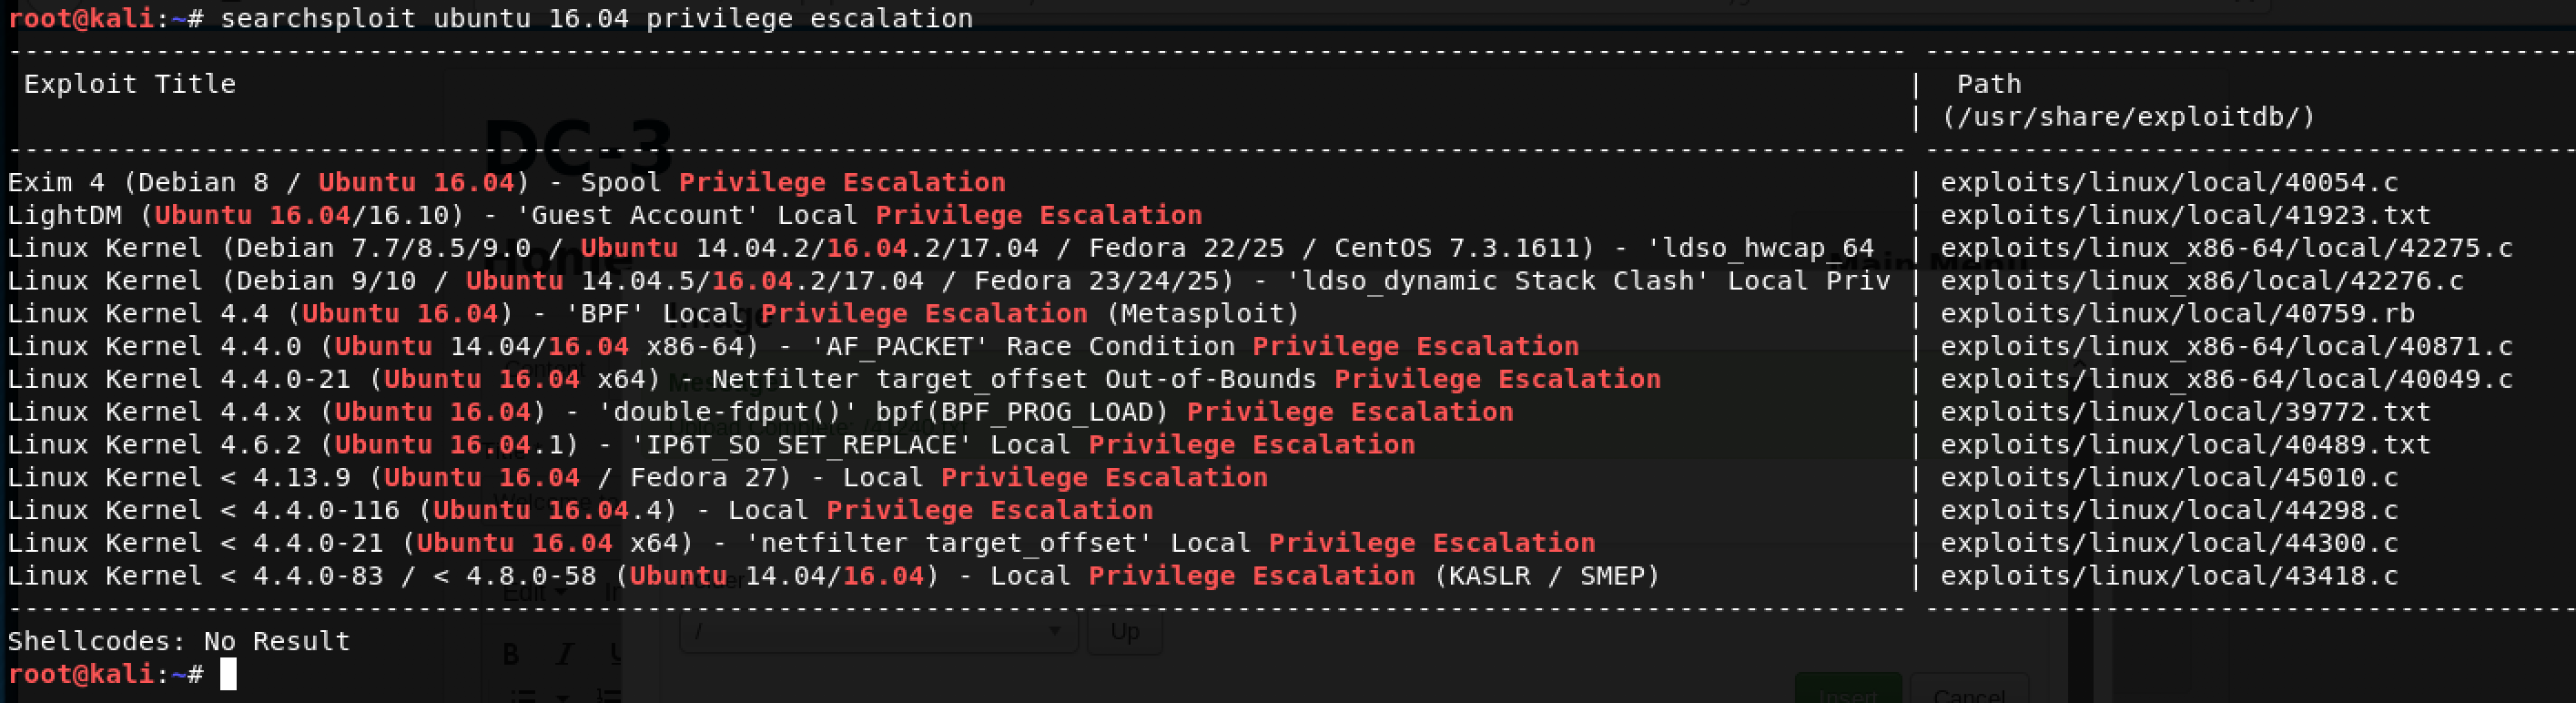 root@kali:~# searchsploit ubuntu 16.04 privilege escalation
---------------------------------------------------------------------------------------------------------------------- ----------------------------------------
 Exploit Title | Path
 | (/usr/share/exploitdb/)
---------------------------------------------------------------------------------------------------------------------- ----------------------------------------
Exim 4 (Debian 8 / Ubuntu 16.04) - Spool Privilege Escalation | exploits/linux/local/40054.c
LightDM (Ubuntu 16.04/16.10) - 'Guest Account' Local Privilege Escalation | exploits/linux/local/41923.txt
Linux Kernel (Debian 7.7/8.5/9.0 / Ubuntu 14.04.2/16.04.2/17.04 / Fedora 22/25 / CentOS 7.3.1611) - 'ldso_hwcap_64 | exploits/linux_x86-64/local/42275.c
Linux Kernel (Debian 9/10 / Ubuntu 14.04.5/16.04.2/17.04 / Fedora 23/24/25) - 'ldso_dynamic Stack Clash' Local Priv | exploits/linux_x86/local/42276.c
Linux Kernel 4.4 (Ubuntu 16.04) - 'BPF' Local Privilege Escalation (Metasploit) | exploits/linux/local/40759.rb
Linux Kernel 4.4.0 (Ubuntu 14.04/16.04 x86-64) - 'AF_PACKET' Race Condition Privilege Escalation | exploits/linux_x86-64/local/40871.c
Linux Kernel 4.4.0-21 (Ubuntu 16.04 x64) - Netfilter target_offset Out-of-Bounds Privilege Escalation | exploits/linux_x86-64/local/40049.c
Linux Kernel 4.4.x (Ubuntu 16.04) - 'double-fdput()' bpf(BPF_PROG_LOAD) Privilege Escalation | exploits/linux/local/39772.txt
Linux Kernel 4.6.2 (Ubuntu 16.04.1) - 'IP6T_SO_SET_REPLACE' Local Privilege Escalation | exploits/linux/local/40489.txt
Linux Kernel < 4.13.9 (Ubuntu 16.04 / Fedora 27) - Local Privilege Escalation | exploits/linux/local/45010.c
Linux Kernel < 4.4.0-116 (Ubuntu 16.04.4) - Local Privilege Escalation | exploits/linux/local/44298.c
Linux Kernel < 4.4.0-21 (Ubuntu 16.04 x64) - 'netfilter target_offset' Local Privilege Escalation | exploits/linux/local/44300.c
Linux Kernel < 4.4.0-83 / < 4.8.0-58 (Ubuntu 14.04/16.04) - Local Privilege Escalation (KASLR / SMEP) | exploits/linux/local/43418.c
---------------------------------------------------------------------------------------------------------------------- ----------------------------------------
Shellcodes: No Result
root@kali:~#
DC-3
Home
Main Menu
Image
Edit
/ Up
B I U
Insert Cancel